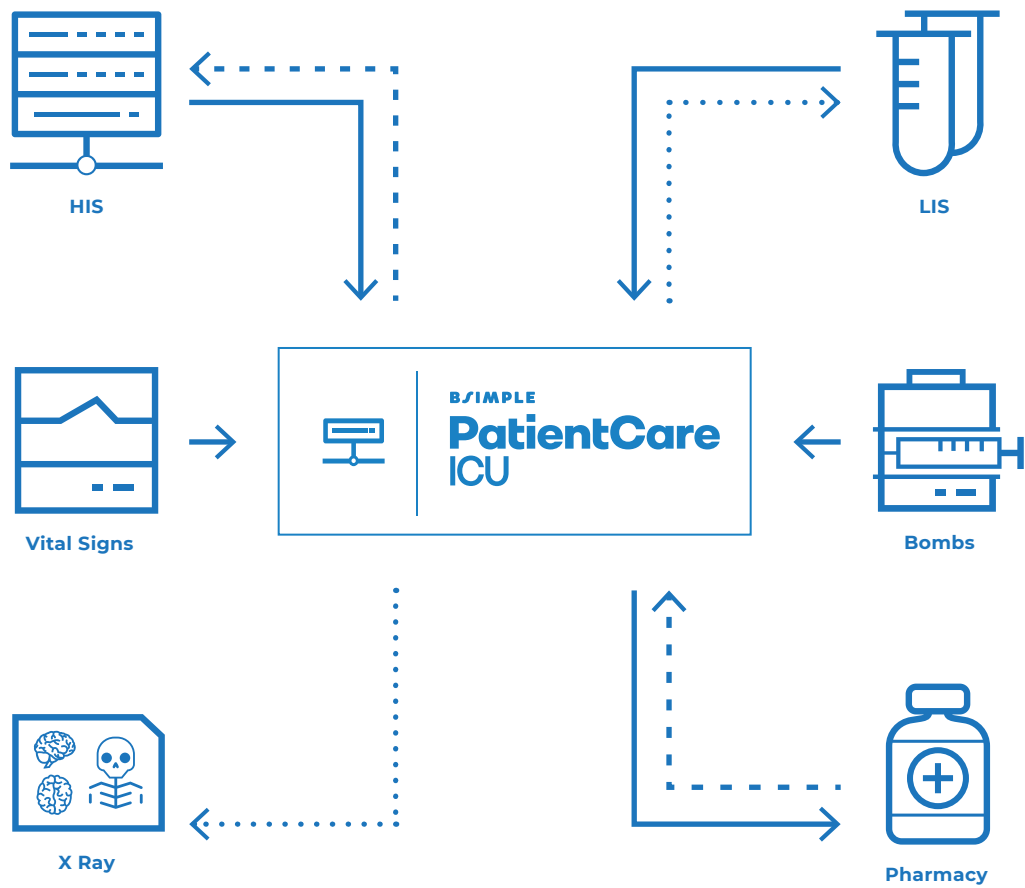 HIS
LIS
BSIMPLE
PatientCare
ICU
Vital Signs
Bombs
X Ray
Pharmacy